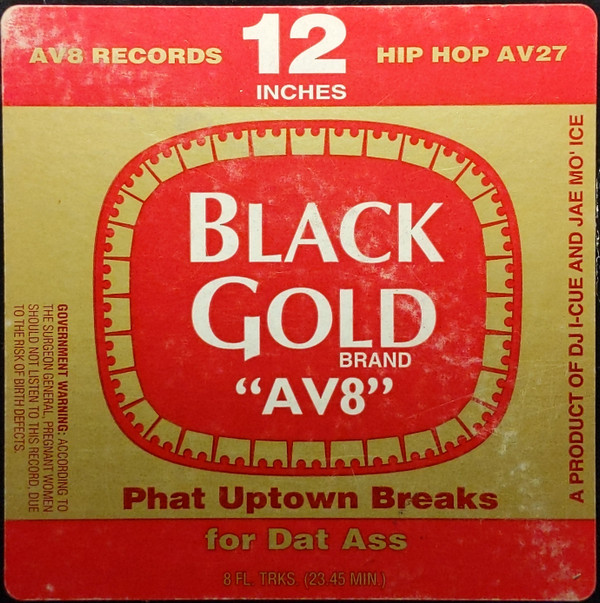 AV8 RECORDS
12
INCHES
HIP HOP AV27
BLACK
GOLD
BRAND
“AV8”
GOVERNMENT WARNING: ACCORDING TO
THE SURGEON GENERAL, PREGNANT WOMEN
SHOULD NOT LISTEN TO THIS RECORD, DUE
TO THE RISK OF BIRTH DEFECTS.
A PRODUCT OF DJ I-CUE AND JAE MO' ICE
Phat Uptown Breaks
for Dat Ass
8 FL. TRKS (23.45 MIN.)